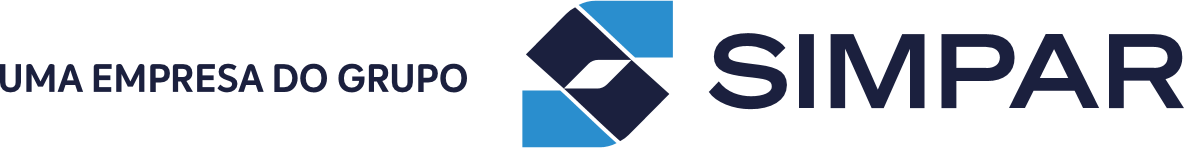 UMA EMPRESA DO GRUPO SIMPAR